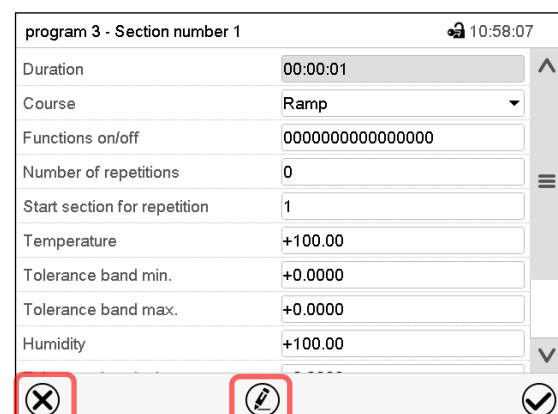 program 3 - Section number 1 10:58:07
Duration 00:00:01
Course Ramp
Functions on/off 0000000000000000
Number of repetitions 0
Start section for repetition 1
Temperature +100.00
Tolerance band min. +0.0000
Tolerance band max. +0.0000
Humidity +100.00